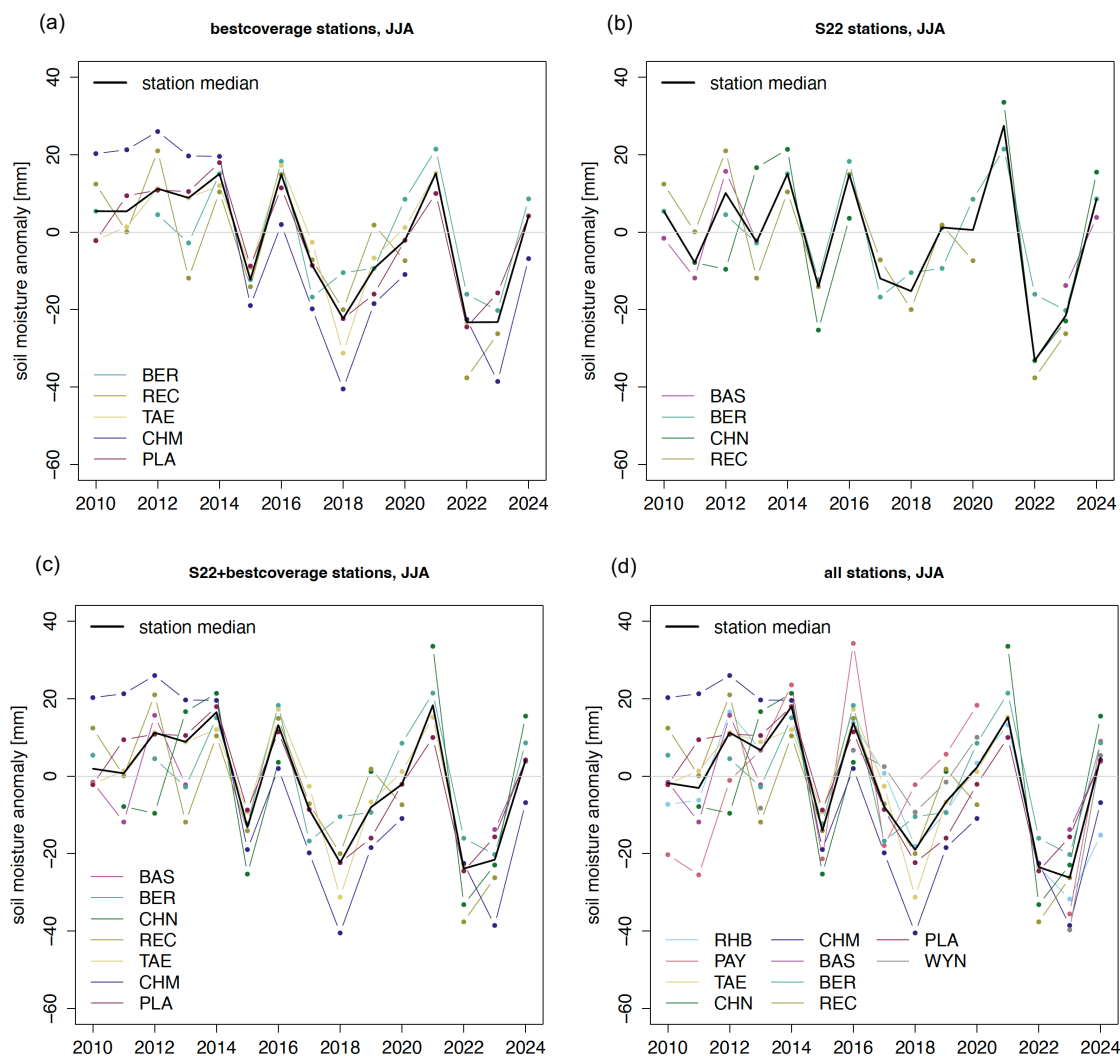 (a)
bestcoverage stations, JJA
station median
soil moisture anomaly [mm]
40
20
0
−20
−40
−60
BER
REC
TAE
CHM
PLA
2010 2012 2014 2016 2018 2020 2022 2024
(b)
S22 stations, JJA
station median
soil moisture anomaly [mm]
40
20
0
−20
−40
−60
BAS
BER
CHN
REC
2010 2012 2014 2016 2018 2020 2022 2024
(c)
S22+bestcoverage stations, JJA
station median
soil moisture anomaly [mm]
40
20
0
−20
−40
−60
BAS
BER
CHN
REC
TAE
CHM
PLA
2010 2012 2014 2016 2018 2020 2022 2024
(d)
all stations, JJA
station median
soil moisture anomaly [mm]
40
20
0
−20
−40
−60
RHB CHM PLA
PAY BAS WYN
TAE BER
CHN REC
2010 2012 2014 2016 2018 2020 2022 2024